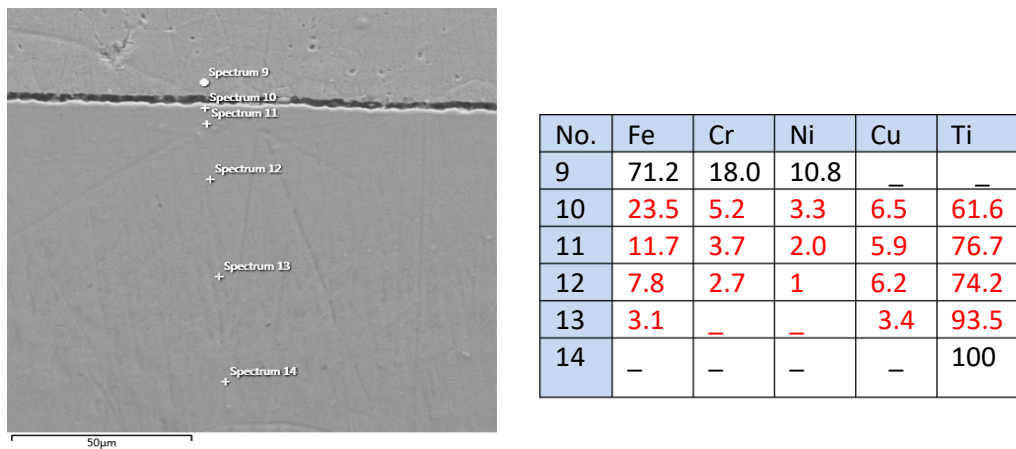 Spectrum 9
Spectrum 10
Spectrum 11
Spectrum 12
Spectrum 13
Spectrum 14
50µm
No. Fe Cr Ni Cu Ti
9 71.2 18.0 10.8 _ _
10 23.5 5.2 3.3 6.5 61.6
11 11.7 3.7 2.0 5.9 76.7
12 7.8 2.7 1 6.2 74.2
13 3.1 _ _ 3.4 93.5
14 _ _ _ _ 100